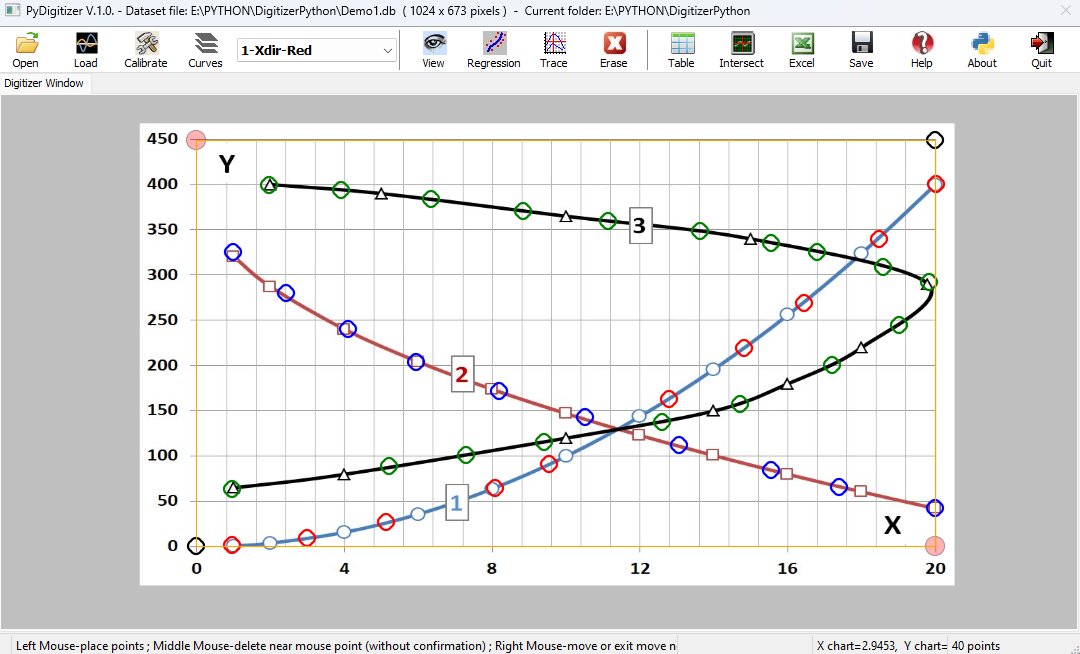 PyDigitizer V.1.0. - Dataset file: E:\PYTHON\DigitizerPython\Demo1.db ( 1024 x 673 pixels ) - Current folder: E:\PYTHON\DigitizerPython
Open Load Calibrate Curves 1-Xdir-Red View Regression Trace Erase Table Intersect Excel Save Help About Quit
Digitizer Window
450
Y
400
350
3
300
250
200
2
150
100
50
1
X
0
0 4 8 12 16 20
Left Mouse-place points ; Middle Mouse-delete near mouse point (without confirmation) ; Right Mouse-move or exit move n
X chart=2.9453, Y chart= 40 points